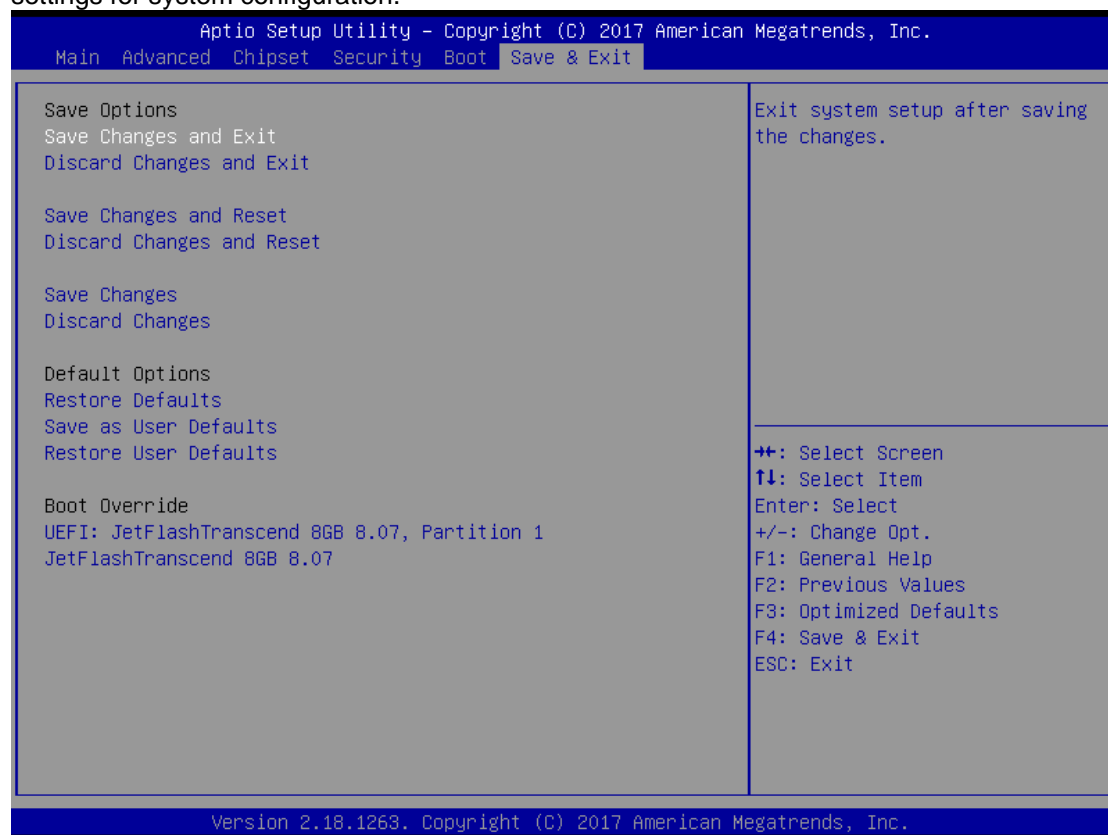 settings for system configuration.
Aptio Setup Utility – Copyright (C) 2017 American Megatrends, Inc.
Main Advanced Chipset Security Boot Save & Exit
Save Options
Save Changes and Exit
Discard Changes and Exit
Save Changes and Reset
Discard Changes and Reset
Save Changes
Discard Changes
Default Options
Restore Defaults
Save as User Defaults
Restore User Defaults
Boot Override
UEFI: JetFlashTranscend 8GB 8.07, Partition 1
JetFlashTranscend 8GB 8.07
Exit system setup after saving
the changes.
→←: Select Screen
↑↓: Select Item
Enter: Select
+/-: Change Opt.
F1: General Help
F2: Previous Values
F3: Optimized Defaults
F4: Save & Exit
ESC: Exit
Version 2.18.1263. Copyright (C) 2017 American Megatrends, Inc.